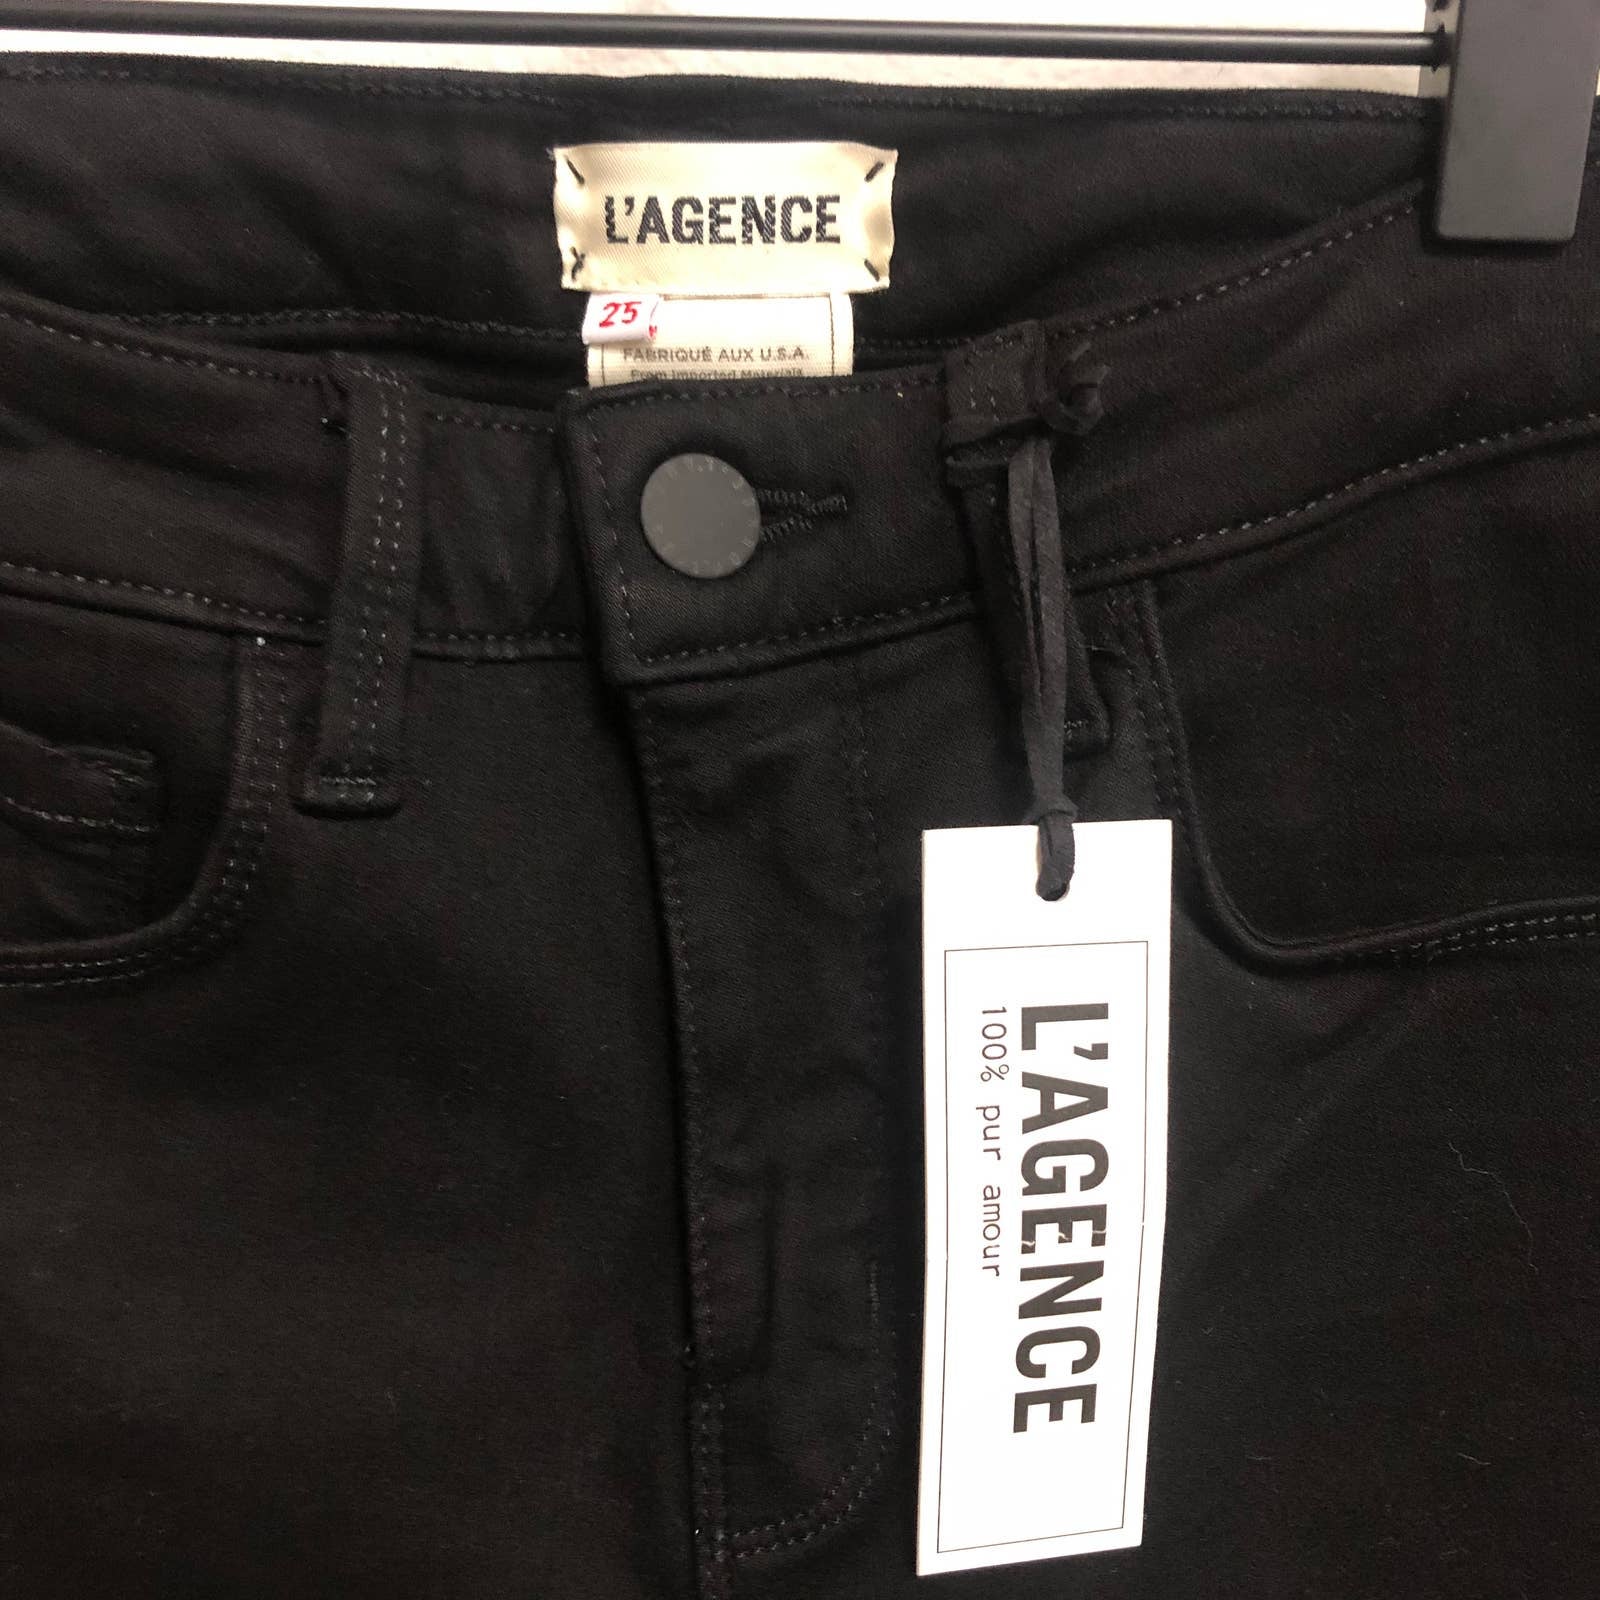 L'AGENCE
25
FABRIQUÉ AUX U.S.A.
From Imported Materials
L'AGENCE
100% pur amour